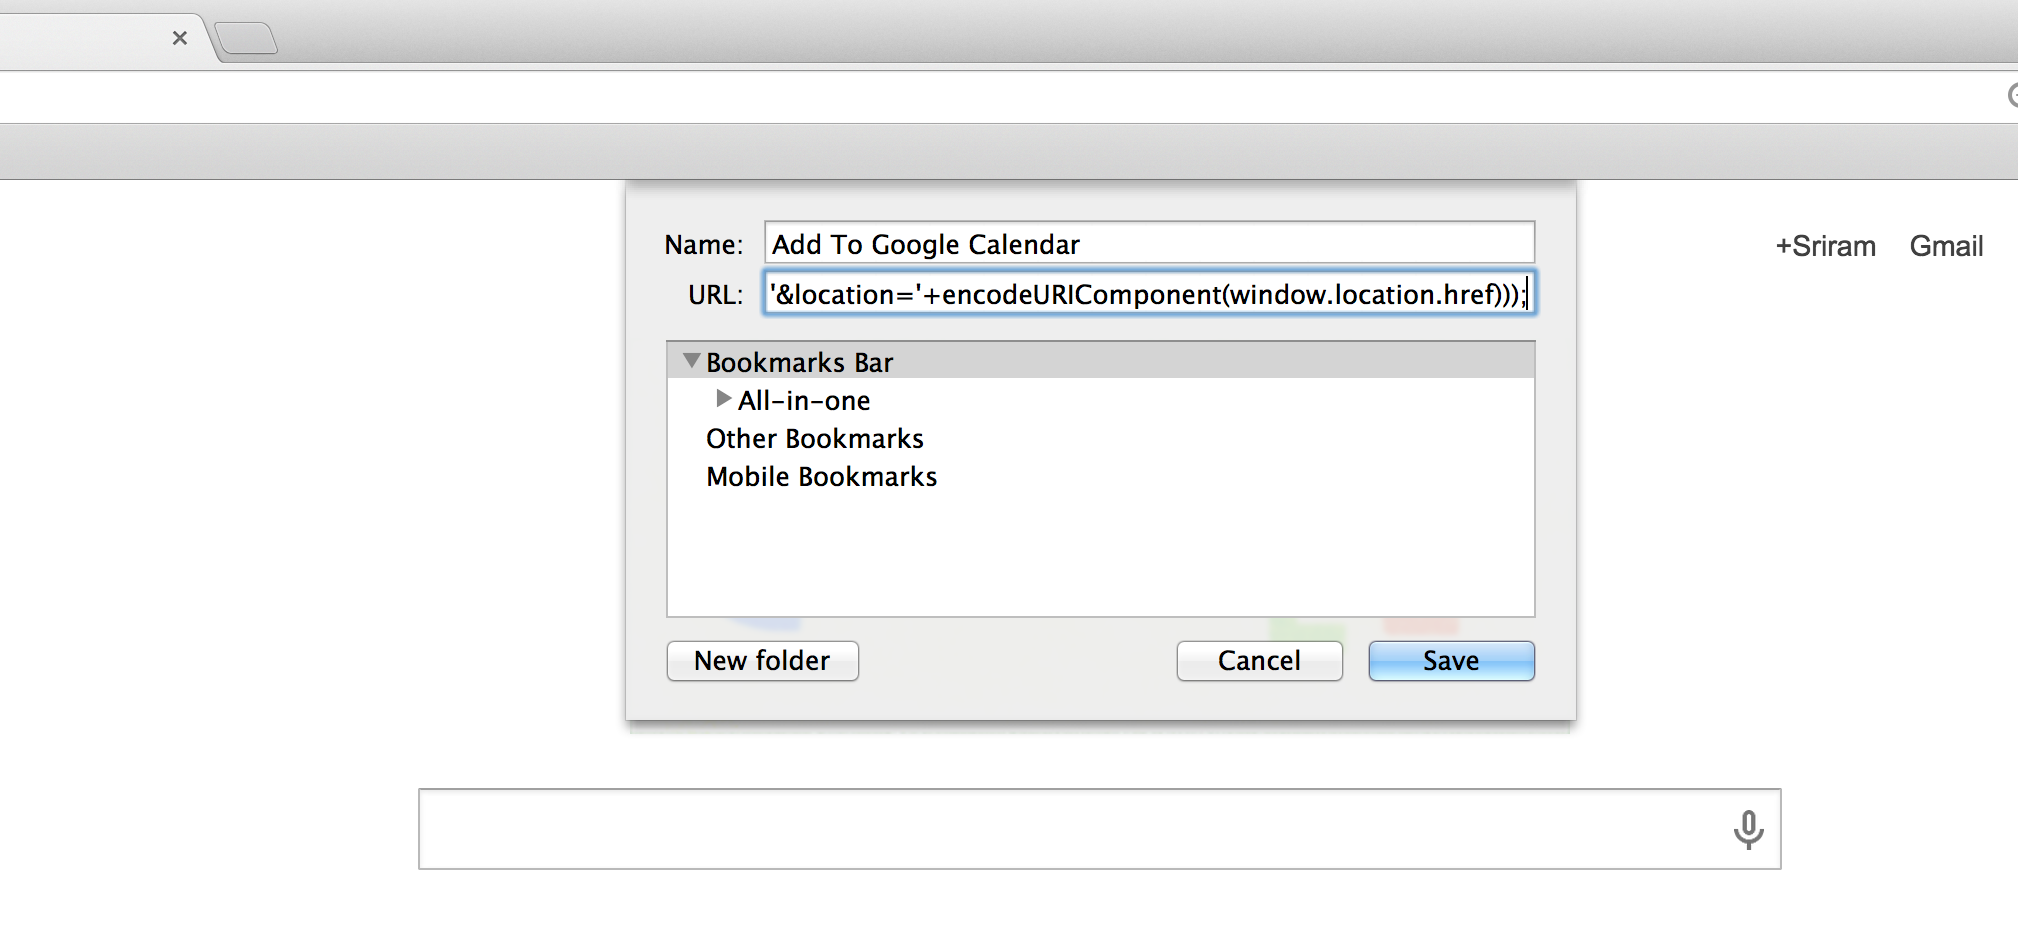 +Sriram Gmail
Name: Add To Google Calendar
URL: '&location='+encodeURIComponent(window.location.href)));
Bookmarks Bar
All-in-one
Other Bookmarks
Mobile Bookmarks
New folder Cancel Save